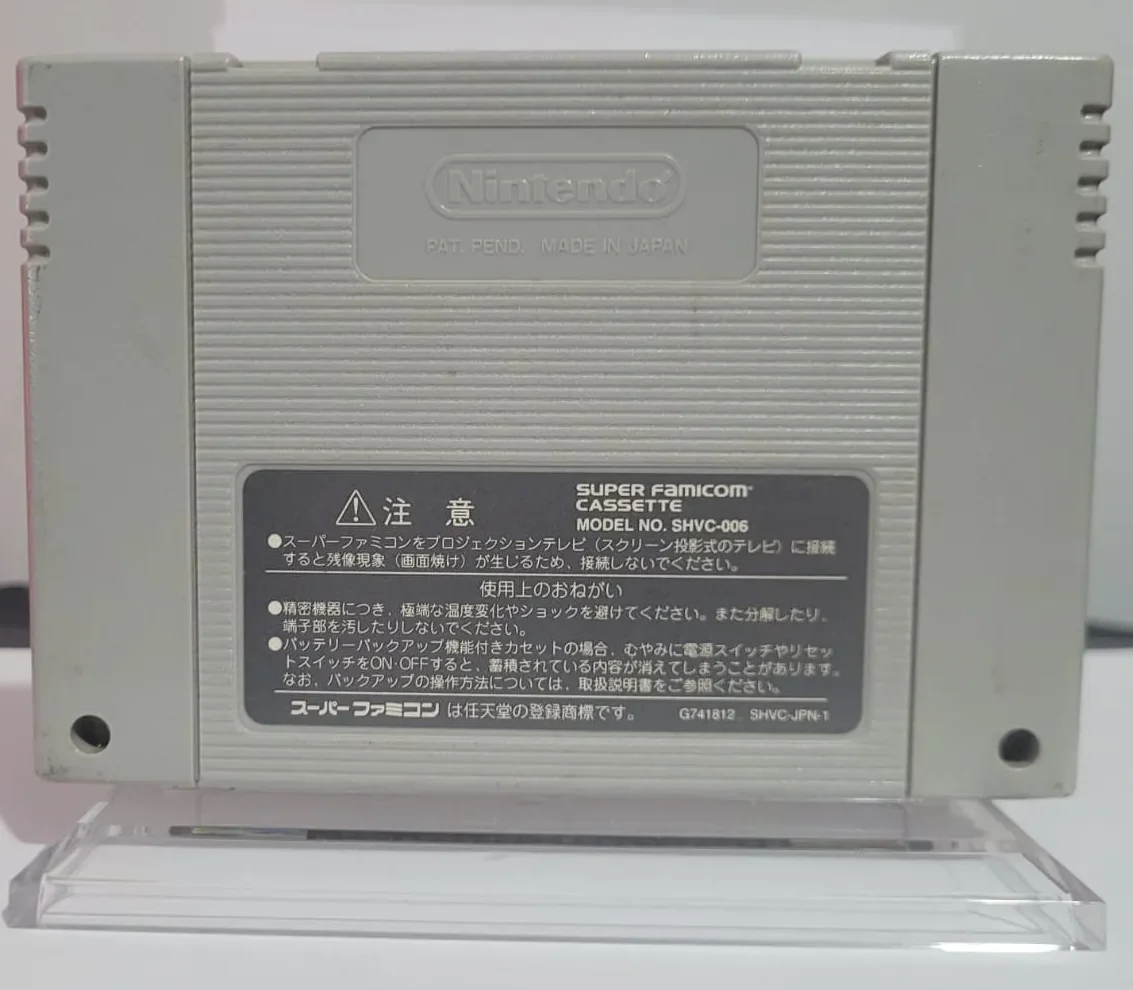 Nintendo®
PAT. PEND. MADE IN JAPAN
⚠注 意
SUPER FAMICOM™
CASSETTE
MODEL NO. SHVC-006
●スーパーファミコンをプロジェクションテレビ（スクリーン投影式のテレビ）に接続
すると残像現象（画面焼け）が生じるため、接続しないでください。
使用上のおねがい
●精密機器につき、極端な温度変化やショックを避けてください。また分解したり、
端子部を汚したりしないでください。
●バッテリーバックアップ機能付きカセットの場合、むやみに電源スイッチやリセッ
トスイッチをON・OFFすると、蓄積されている内容が消えてしまうことがあります。
なお、バックアップの操作方法については、取扱説明書をご参照ください。
スーパーファミコン は任天堂の登録商標です。 G741812 SHVC-JPN-1